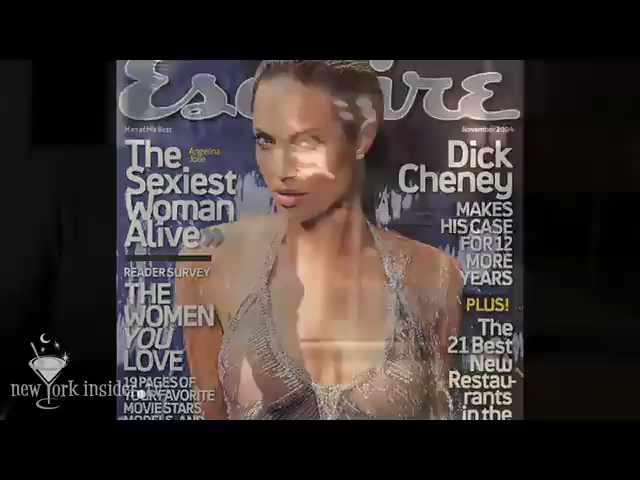 Esquire
Man at His Best
November 2004
The
Sexiest
Woman
Alive
Angelina
Jolie
READER SURVEY
THE
WOMEN
YOU
LOVE
19 PAGES OF
YOUR FAVORITE
MOVIE STARS,
MODELS, AND
Dick
Cheney
MAKES
HIS CASE
FOR 12
MORE
YEARS
PLUS!
The
21 Best
New
Restau-
rants
in the
new york insider